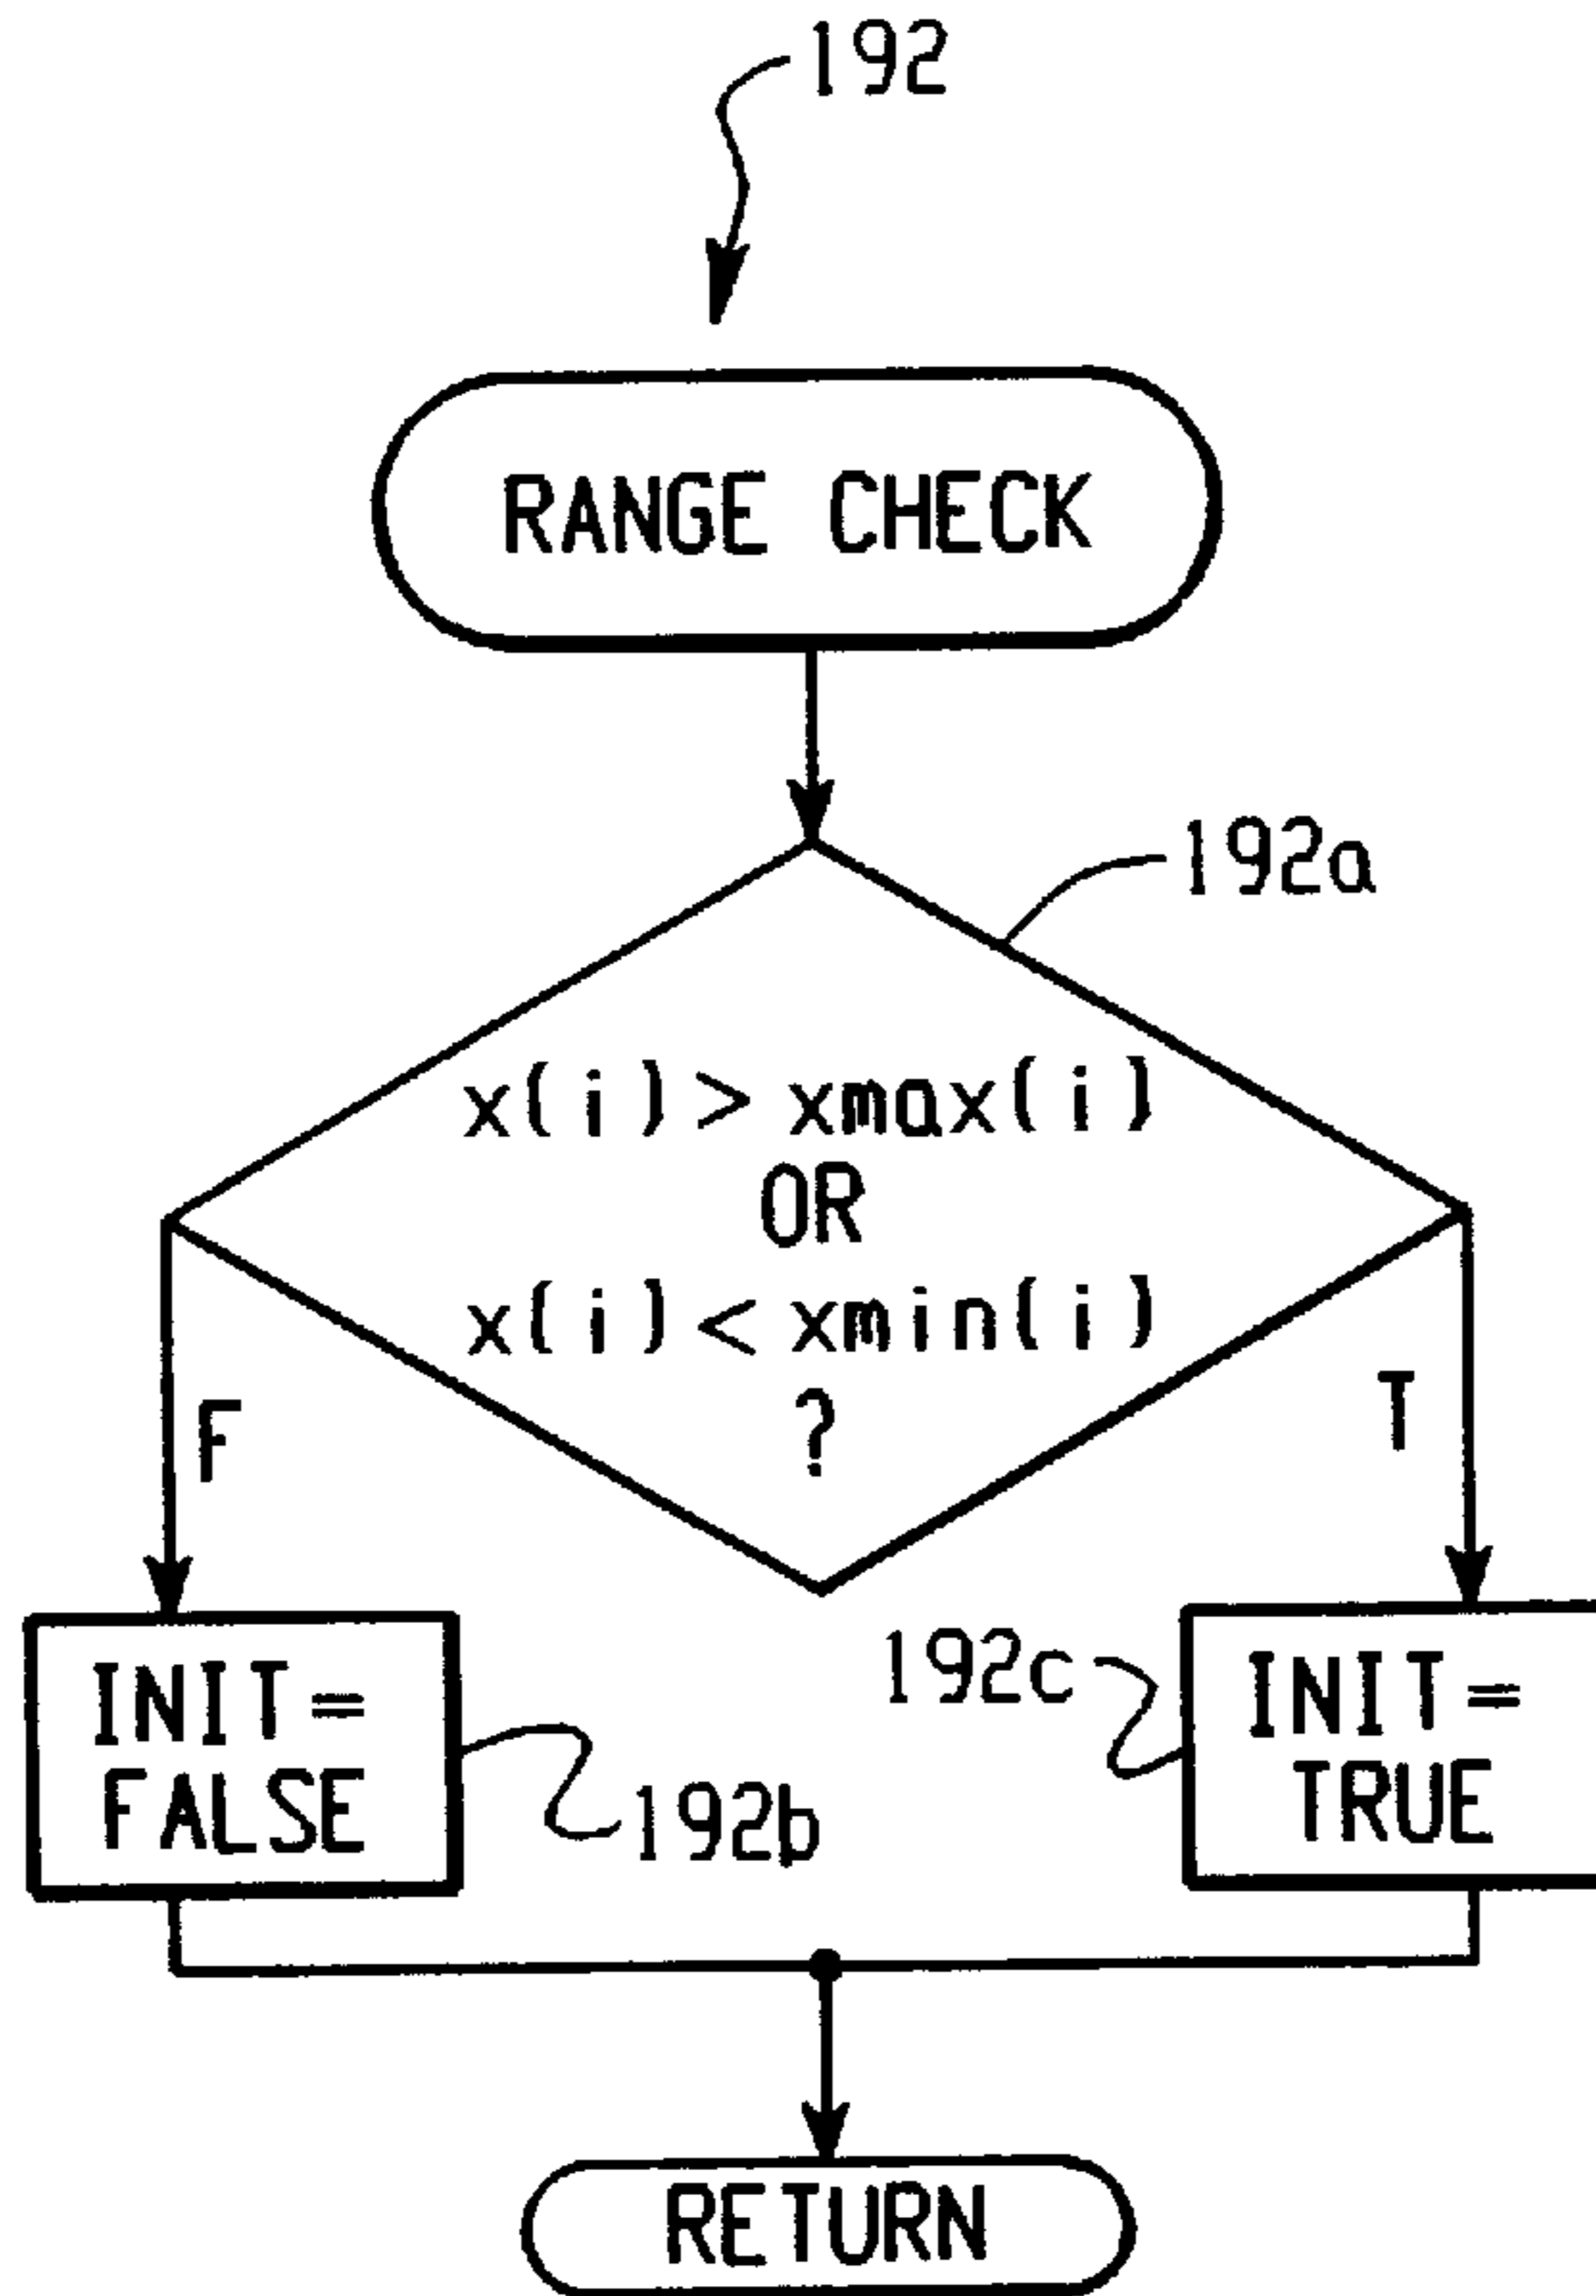 192
RANGE CHECK
192a
x(i)> xmax(i)
OR
x(i)< xmin(i)
?
F
T
INIT=
FALSE
192b
192c
INIT=
TRUE
RETURN